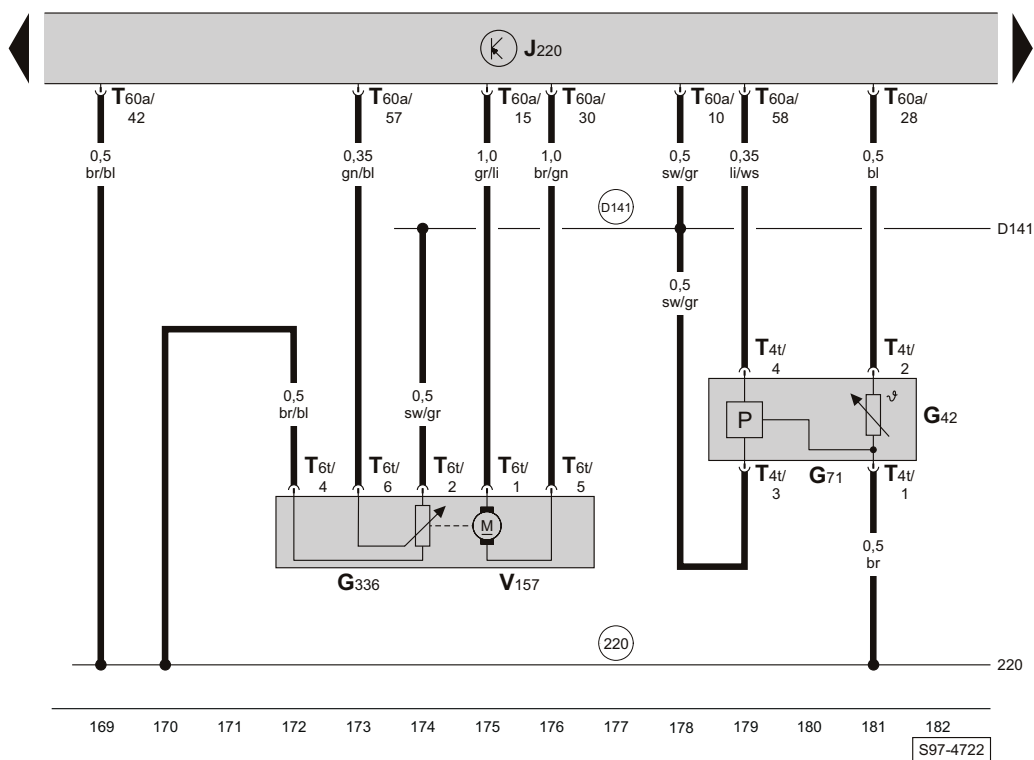 J220
T60a/ T60a/ T60a/ T60a/ T60a/ T60a/ T60a/
42 57 15 30 10 58 28
0,5 0,35 1,0 1,0 0,5 0,35 0,5
br/bl gn/bl gr/li br/gn sw/gr li/ws bl
D141 D141
0,5
sw/gr
T4t/ T4t/
4 2
0,5 0,5
br/bl sw/gr
ϑ
P G42
T6t/ T6t/ T6t/ T6t/ T6t/ G71 T4t/ T4t/
4 6 2 1 5 3 1
M
0,5
br
G336 V157
220 220
169 170 171 172 173 174 175 176 177 178 179 180 181 182
S97-4722